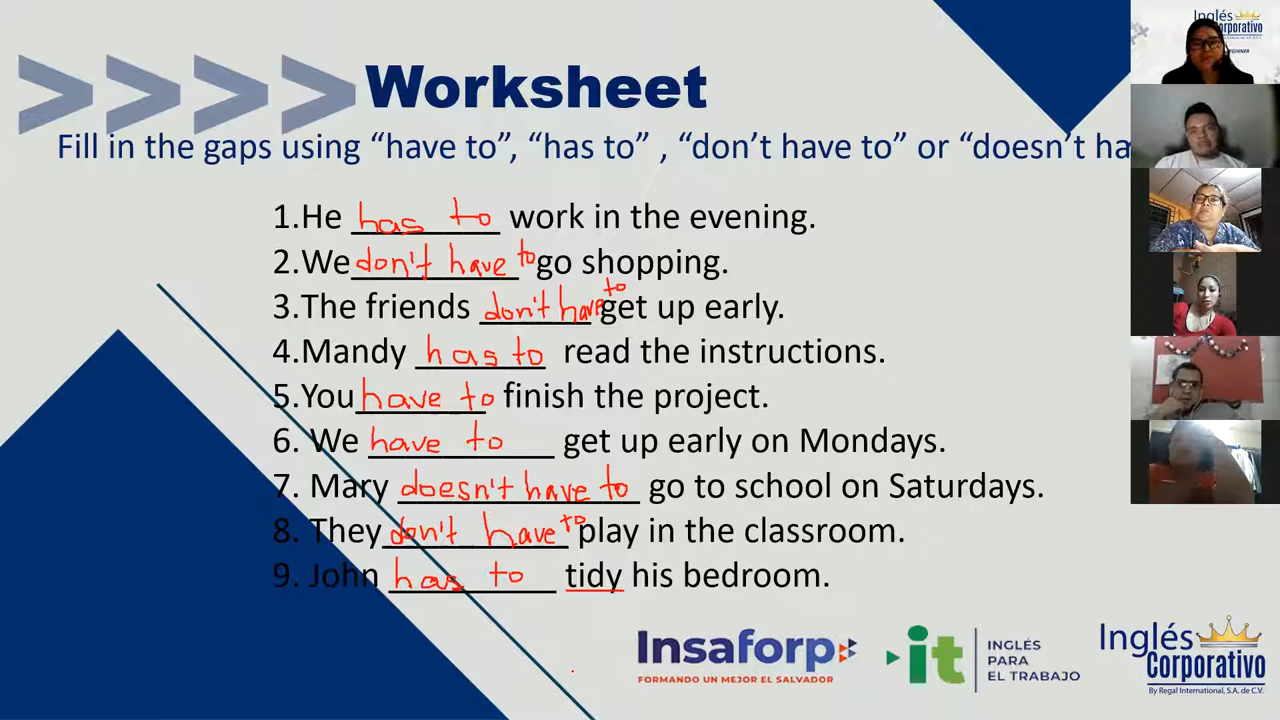 Worksheet
Fill in the gaps using “have to”, “has to” , “don’t have to” or “doesn’t ha
1.He has to work in the evening.
2.We don't have to go shopping.
3.The friends don't have to get up early.
4.Mandy has to read the instructions.
5.You have to finish the project.
6. We have to get up early on Mondays.
7. Mary doesn't have to go to school on Saturdays.
8. They don't have to play in the classroom.
9. John has to tidy his bedroom.
Insaforp
FORMANDO UN MEJOR EL SALVADOR
it
INGLÉS
PARA
EL TRABAJO
Inglés
Corporativo
By Regal International, S.A. de C.V.
Inglés
Corporativo